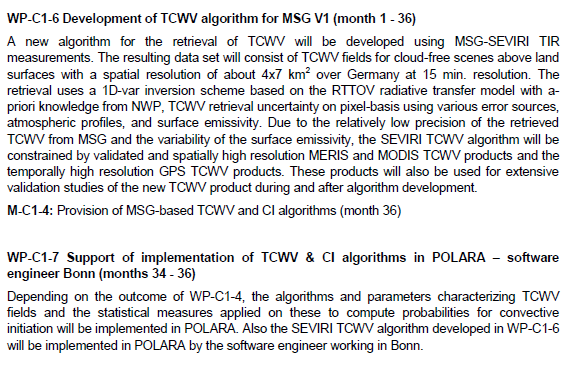 WP-C1-6 Development of TCWV algorithm for MSG V1 (month 1 - 36)
A new algorithm for the retrieval of TCWV will be developed using MSG-SEVIRI TIR
measurements. The resulting data set will consist of TCWV fields for cloud-free scenes above land
surfaces with a spatial resolution of about 4x7 km² over Germany at 15 min. resolution. The
retrieval uses a 1D-var inversion scheme based on the RTTOV radiative transfer model with a-
priori knowledge from NWP, TCWV retrieval uncertainty on pixel-basis using various error sources,
atmospheric profiles, and surface emissivity. Due to the relatively low precision of the retrieved
TCWV from MSG and the variability of the surface emissivity, the SEVIRI TCWV algorithm will be
constrained by validated and spatially high resolution MERIS and MODIS TCWV products and the
temporally high resolution GPS TCWV products. These products will also be used for extensive
validation studies of the new TCWV product during and after algorithm development.
M-C1-4: Provision of MSG-based TCWV and CI algorithms (month 36)
WP-C1-7 Support of implementation of TCWV & CI algorithms in POLARA – software
engineer Bonn (months 34 - 36)
Depending on the outcome of WP-C1-4, the algorithms and parameters characterizing TCWV
fields and the statistical measures applied on these to compute probabilities for convective
initiation will be implemented in POLARA. Also the SEVIRI TCWV algorithm developed in WP-C1-6
will be implemented in POLARA by the software engineer working in Bonn.